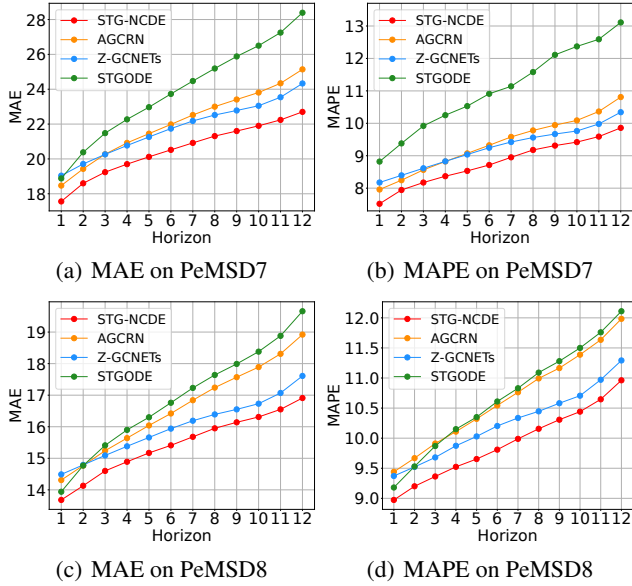 28
26
24
22
20
18
MAE
STG-NCDE
AGCRN
Z-GCNETs
STGODE
1 2 3 4 5 6 7 8 9 10 11 12
Horizon
(a) MAE on PeMSD7
13
12
11
10
9
8
MAPE
STG-NCDE
AGCRN
Z-GCNETs
STGODE
1 2 3 4 5 6 7 8 9 10 11 12
Horizon
(b) MAPE on PeMSD7
19
18
17
16
15
14
MAE
STG-NCDE
AGCRN
Z-GCNETs
STGODE
1 2 3 4 5 6 7 8 9 10 11 12
Horizon
(c) MAE on PeMSD8
12.0
11.5
11.0
10.5
10.0
9.5
9.0
MAPE
STG-NCDE
AGCRN
Z-GCNETs
STGODE
1 2 3 4 5 6 7 8 9 10 11 12
Horizon
(d) MAPE on PeMSD8